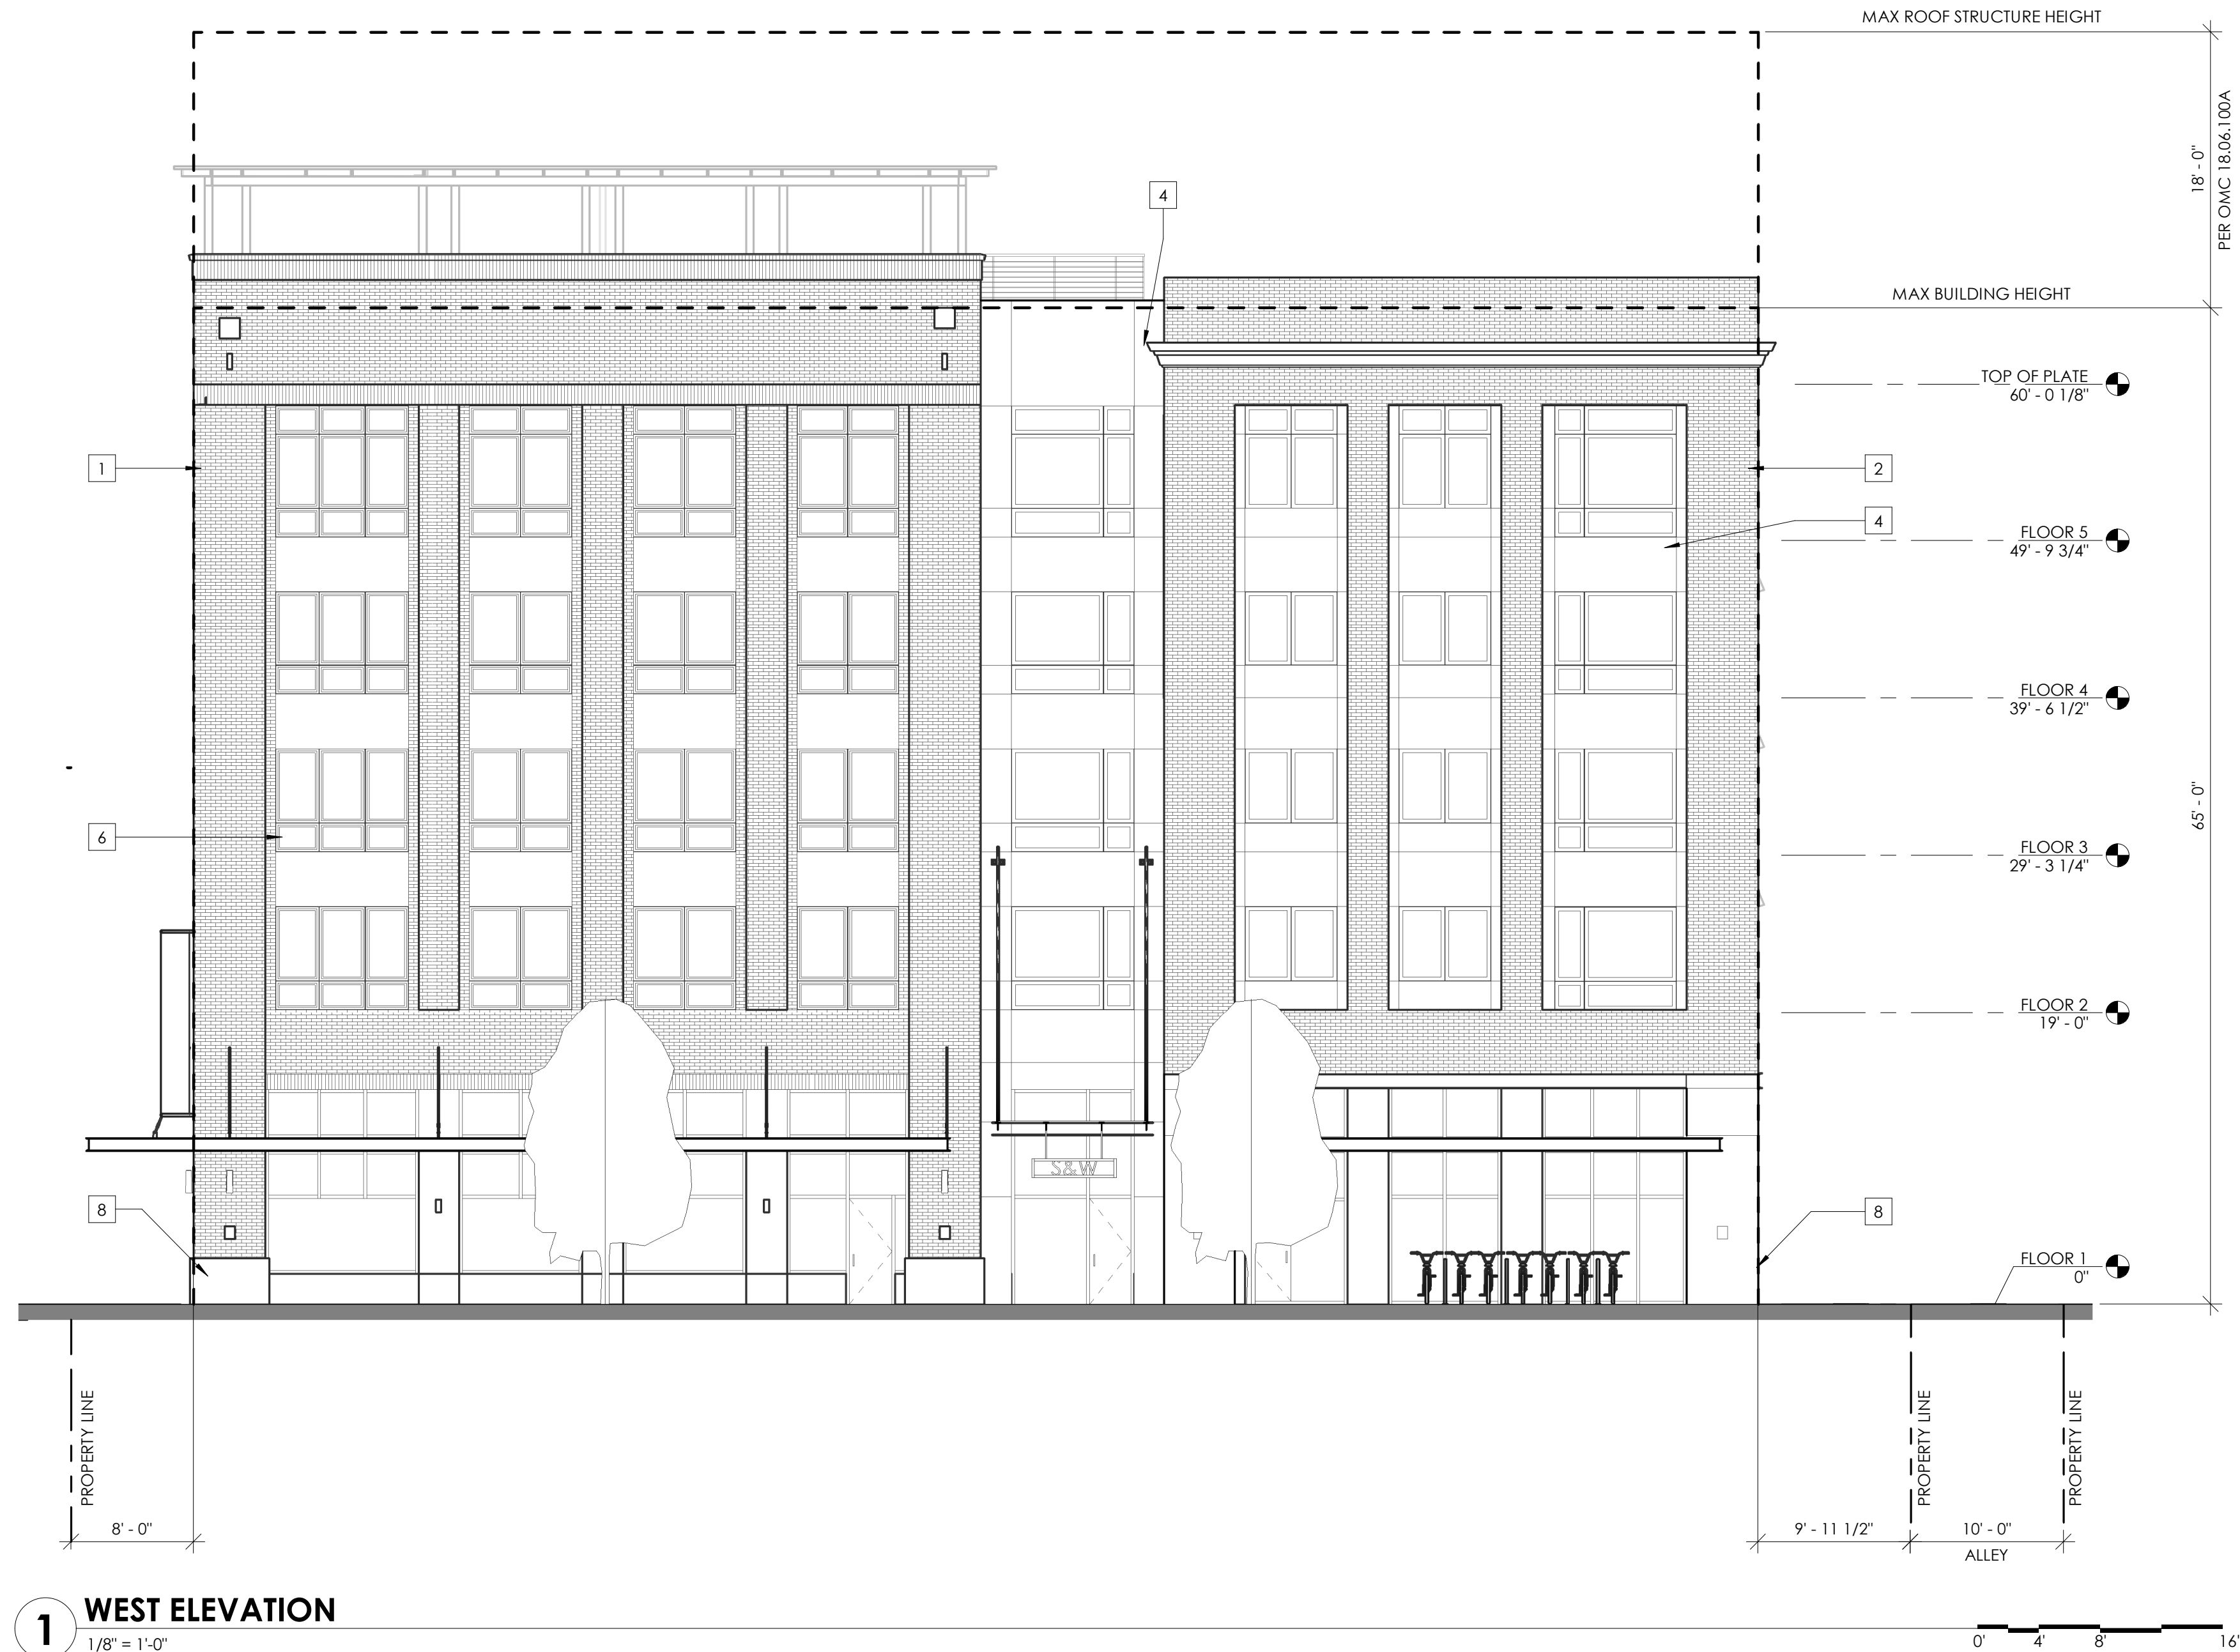 MAX ROOF STRUCTURE HEIGHT
18' - 0"
PER OMC 18.06.100A
4
MAX BUILDING HEIGHT
TOP OF PLATE
60' - 0 1/8"
1
2
4
FLOOR 5
49' - 9 3/4"
FLOOR 4
39' - 6 1/2"
65' - 0"
6
FLOOR 3
29' - 3 1/4"
FLOOR 2
19' - 0"
S&W
8
8
FLOOR 1
0"
PROPERTY LINE
PROPERTY LINE
PROPERTY LINE
8' - 0"
9' - 11 1/2"
10' - 0"
ALLEY
1
WEST ELEVATION
1/8" = 1'-0"
0' 4' 8' 16'